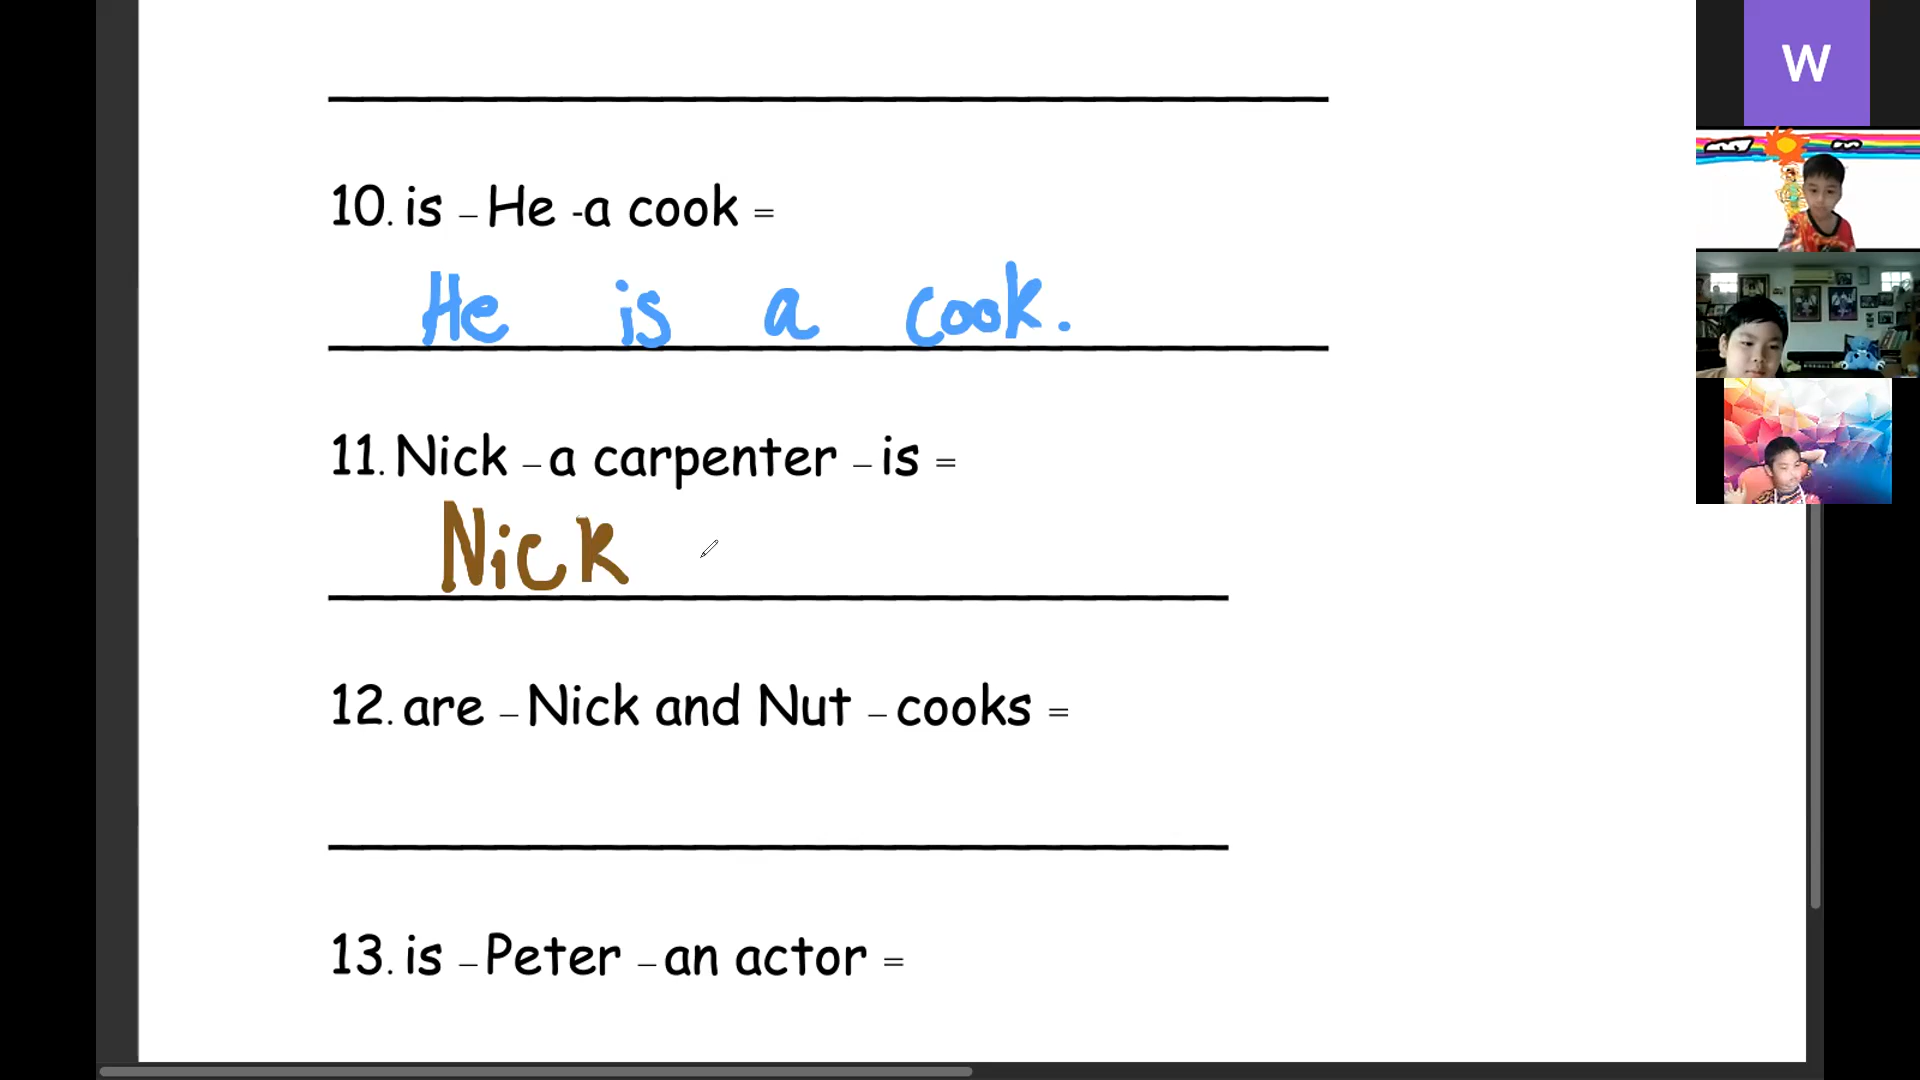 10. is – He -a cook =
He is a cook.
11. Nick – a carpenter – is =
Nick
12. are – Nick and Nut – cooks =
13. is – Peter – an actor =
W